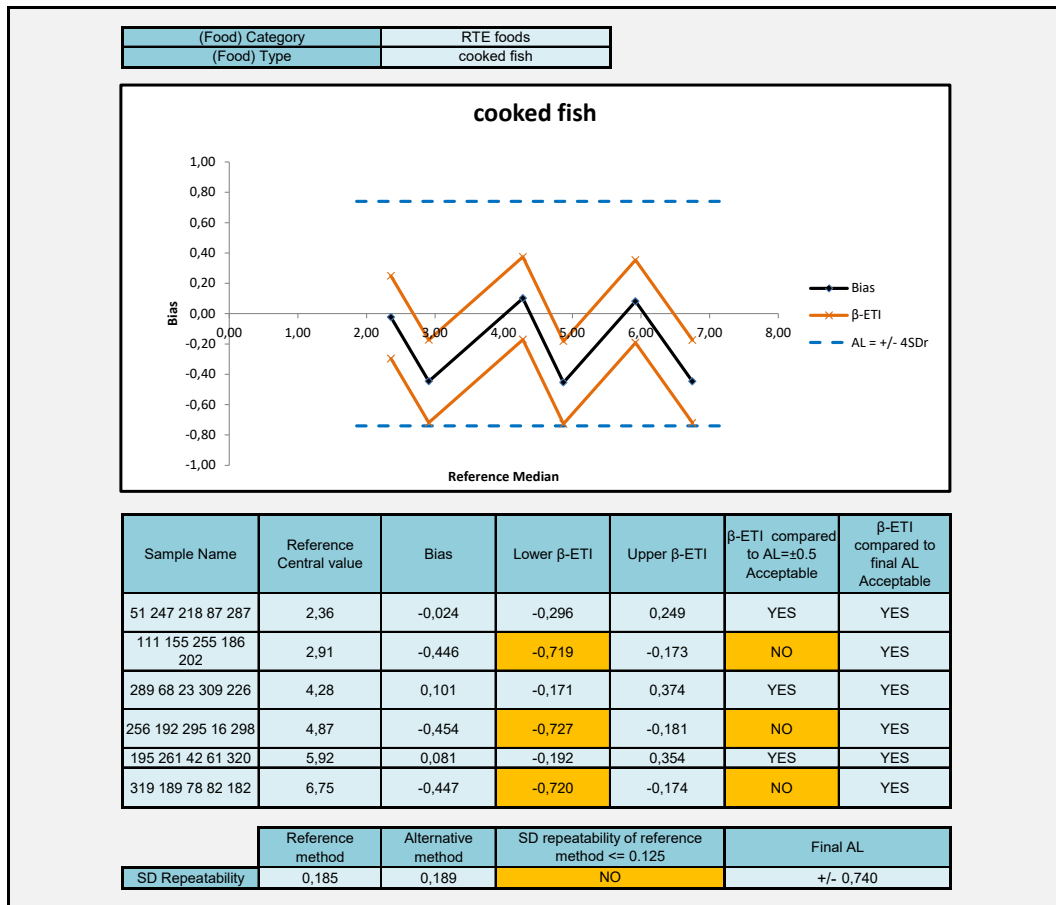 (Food) Category RTE foods
(Food) Type cooked fish
cooked fish
1,00
0,80
0,60
0,40
0,20
0,00
-0,20
-0,40
-0,60
-0,80
-1,00
Bias
0,00 1,00 2,00 3,00 4,00 5,00 6,00 7,00 8,00
Reference Median
Bias
β-ETI
AL = +/- 4SDr
Sample Name Reference Central value Bias Lower β-ETI Upper β-ETI β-ETI compared to AL=±0.5 Acceptable β-ETI compared to final AL Acceptable
51 247 218 87 287 2,36 -0,024 -0,296 0,249 YES YES
111 155 255 186 202 2,91 -0,446 -0,719 -0,173 NO YES
289 68 23 309 226 4,28 0,101 -0,171 0,374 YES YES
256 192 295 16 298 4,87 -0,454 -0,727 -0,181 NO YES
195 261 42 61 320 5,92 0,081 -0,192 0,354 YES YES
319 189 78 82 182 6,75 -0,447 -0,720 -0,174 NO YES
Reference method Alternative method SD repeatability of reference method <= 0.125 Final AL
SD Repeatability 0,185 0,189 NO +/- 0,740